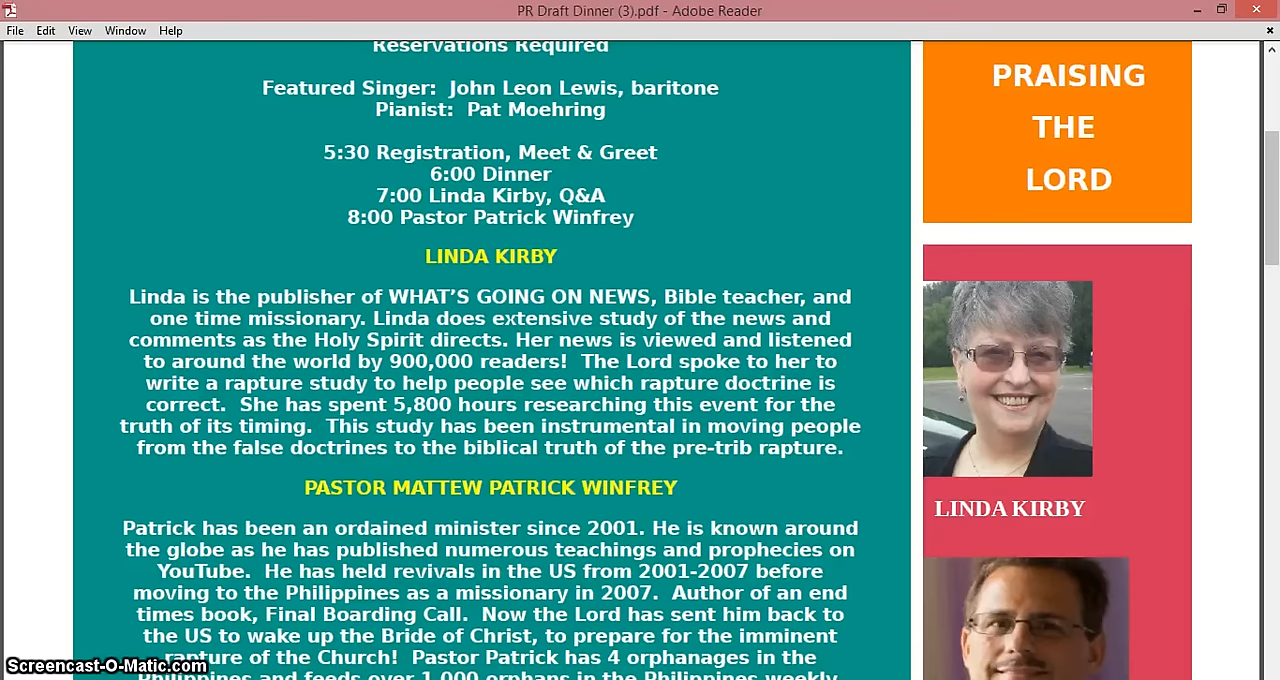 PR Draft Dinner (3).pdf - Adobe Reader
File Edit View Window Help
Reservations Required
Featured Singer: John Leon Lewis, baritone
Pianist: Pat Moehring
5:30 Registration, Meet & Greet
6:00 Dinner
7:00 Linda Kirby, Q&A
8:00 Pastor Patrick Winfrey
LINDA KIRBY
Linda is the publisher of WHAT'S GOING ON NEWS, Bible teacher, and
one time missionary. Linda does extensive study of the news and
comments as the Holy Spirit directs. Her news is viewed and listened
to around the world by 900,000 readers! The Lord spoke to her to
write a rapture study to help people see which rapture doctrine is
correct. She has spent 5,800 hours researching this event for the
truth of its timing. This study has been instrumental in moving people
from the false doctrines to the biblical truth of the pre-trib rapture.
PASTOR MATTEW PATRICK WINFREY
Patrick has been an ordained minister since 2001. He is known around
the globe as he has published numerous teachings and prophecies on
YouTube. He has held revivals in the US from 2001-2007 before
moving to the Philippines as a missionary in 2007. Author of an end
times book, Final Boarding Call. Now the Lord has sent him back to
the US to wake up the Bride of Christ, to prepare for the imminent
rapture of the Church! Pastor Patrick has 4 orphanages in the
Philippines and feeds over 1,000 orphans in the Philippines weekly
PRAISING
THE
LORD
LINDA KIRBY
Screencast-O-Matic.com